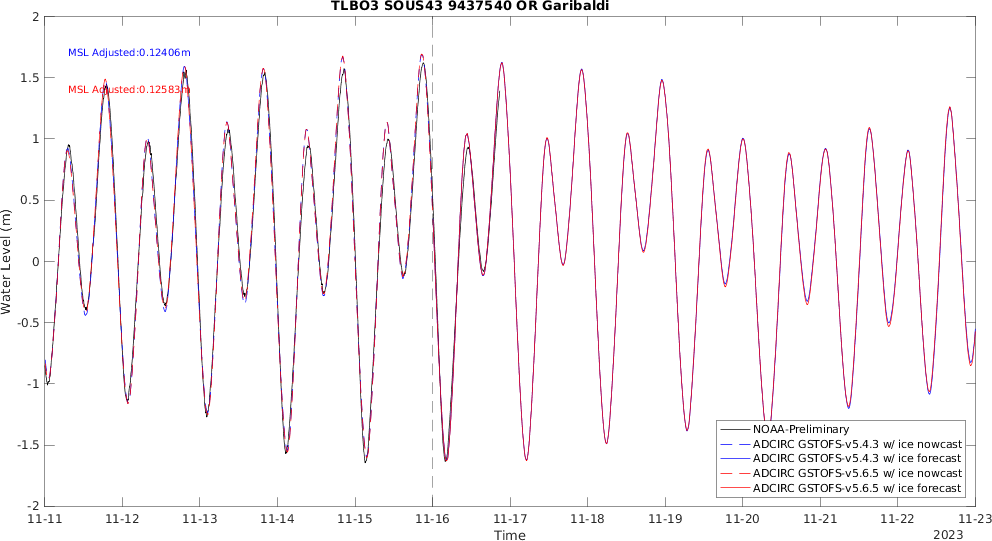 TLBO3 SOUS43 9437540 OR Garibaldi
MSL Adjusted:0.12406m
MSL Adjusted:0.12583m
Water Level (m)
2
1.5
1
0.5
0
-0.5
-1
-1.5
-2
NOAA-Preliminary
ADCIRC GSTOFS-v5.4.3 w/ ice nowcast
ADCIRC GSTOFS-v5.4.3 w/ ice forecast
ADCIRC GSTOFS-v5.6.5 w/ ice nowcast
ADCIRC GSTOFS-v5.6.5 w/ ice forecast
11-11 11-12 11-13 11-14 11-15 11-16 11-17 11-18 11-19 11-20 11-21 11-22 11-23
Time
2023